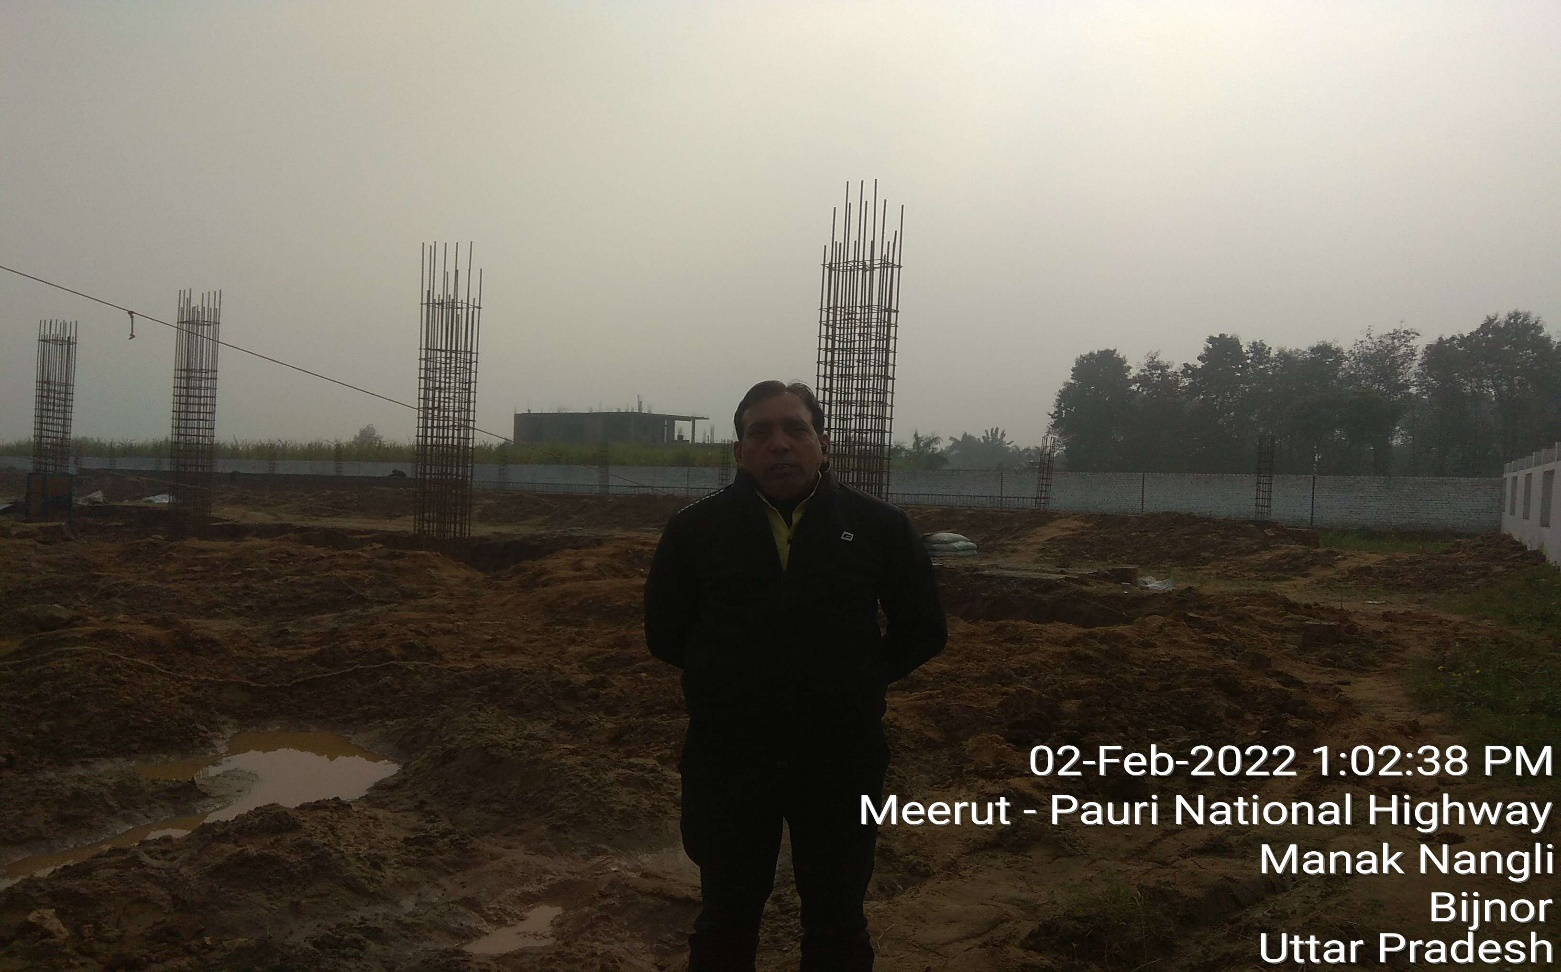 02-Feb-2022 1:02:38 PM
Meerut - Pauri National Highway
Manak Nangli
Bijnor
Uttar Pradesh